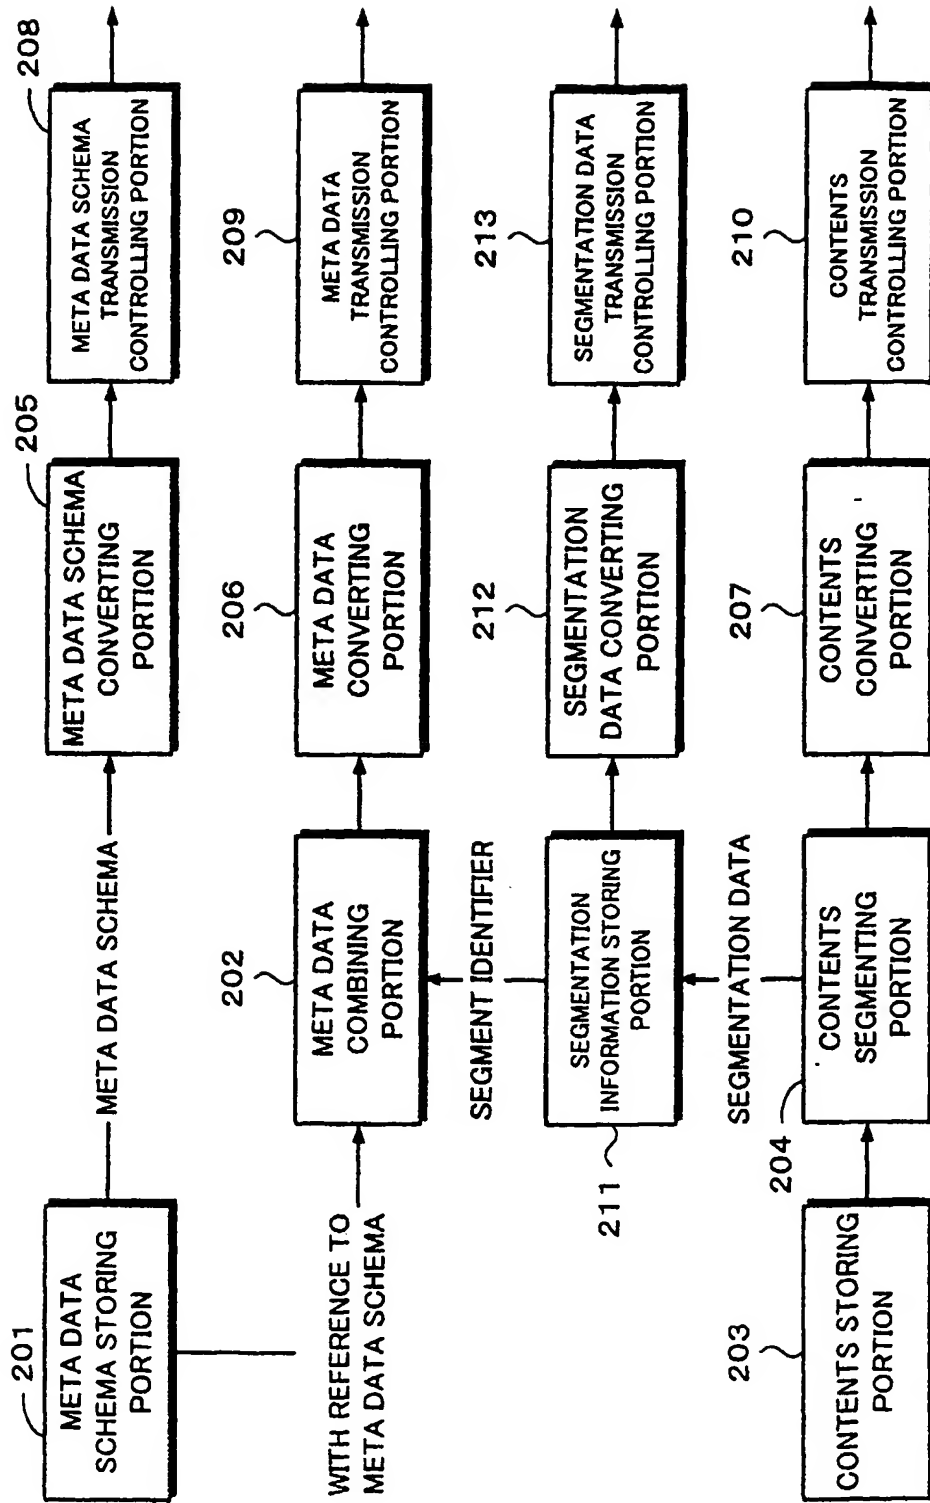 201
META DATA
SCHEMA STORING
PORTION
META DATA SCHEMA
205
META DATA SCHEMA
CONVERTING
PORTION
208
META DATA SCHEMA
TRANSMISSION
CONTROLLING PORTION
WITH REFERENCE TO
META DATA SCHEMA
202
META DATA
COMBINING
PORTION
206
META DATA
CONVERTING
PORTION
209
META DATA
TRANSMISSION
CONTROLLING PORTION
SEGMENT IDENTIFIER
211
SEGMENTATION
INFORMATION STORING
PORTION
212
SEGMENTATION
DATA CONVERTING
PORTION
213
SEGMENTATION DATA
TRANSMISSION
CONTROLLING PORTION
SEGMENTATION DATA
203
CONTENTS STORING
PORTION
204
CONTENTS
SEGMENTING
PORTION
207
CONTENTS
CONVERTING
PORTION
210
CONTENTS
TRANSMISSION
CONTROLLING PORTION